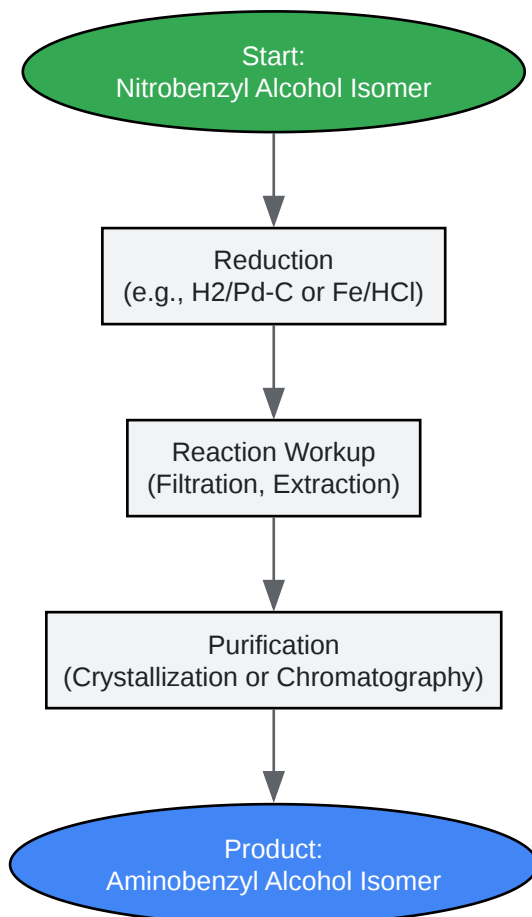 Start:
Nitrobenzyl Alcohol Isomer
Reduction
(e.g., H2/Pd-C or Fe/HCl)
Reaction Workup
(Filtration, Extraction)
Purification
(Crystallization or Chromatography)
Product:
Aminobenzyl Alcohol Isomer